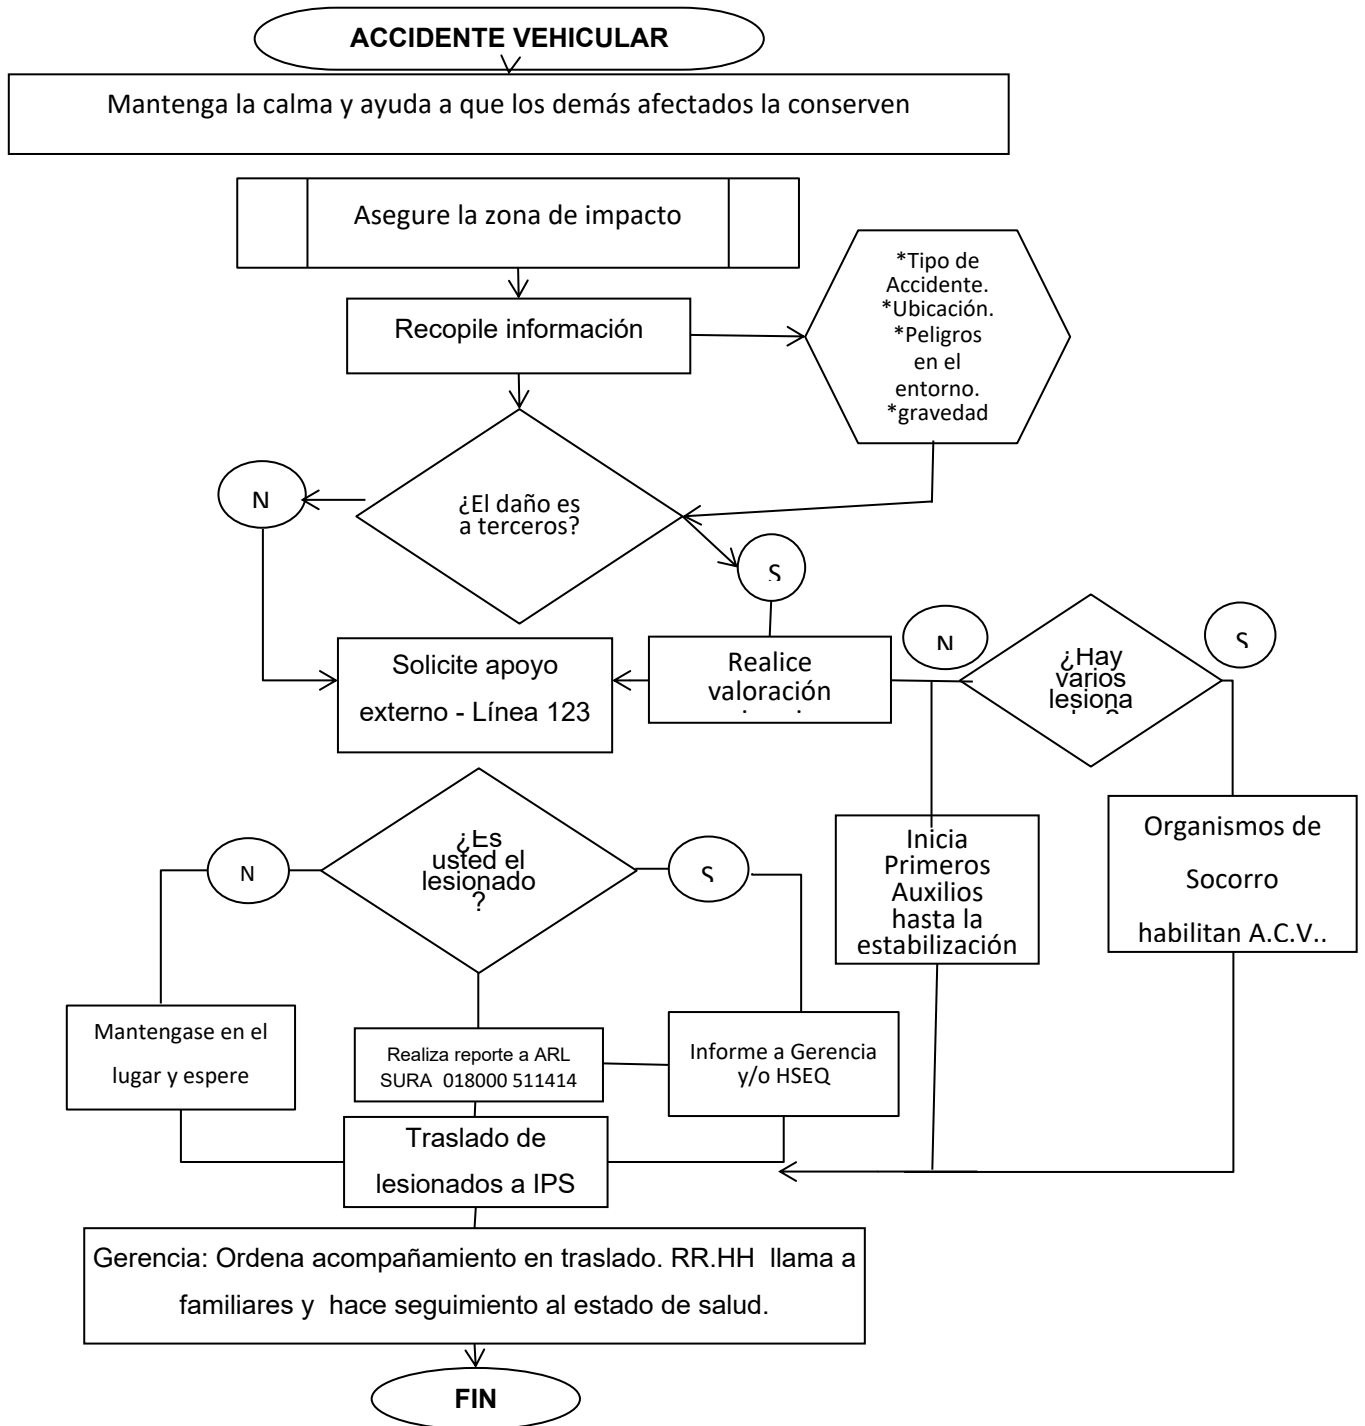 ACCIDENTE VEHICULAR
Mantenga la calma y ayuda a que los demás afectados la conserven
Asegure la zona de impacto
*Tipo de
Accidente.
*Ubicación.
*Peligros
en el
entorno.
*gravedad
Recopile información
N
¿El daño es
a terceros?
S
N
S
Solicite apoyo
externo - Línea 123
Realice
valoración
¿Hay
varios
lesiona
¿Es
usted el
lesionado
?
N
S
Inicia
Primeros
Auxilios
hasta la
estabilización
Organismos de
Socorro
habilitan A.C.V..
Mantengase en el
lugar y espere
Realiza reporte a ARL
SURA 018000 511414
Informe a Gerencia
y/o HSEQ
Traslado de
lesionados a IPS
Gerencia: Ordena acompañamiento en traslado. RR.HH llama a
familiares y hace seguimiento al estado de salud.
FIN